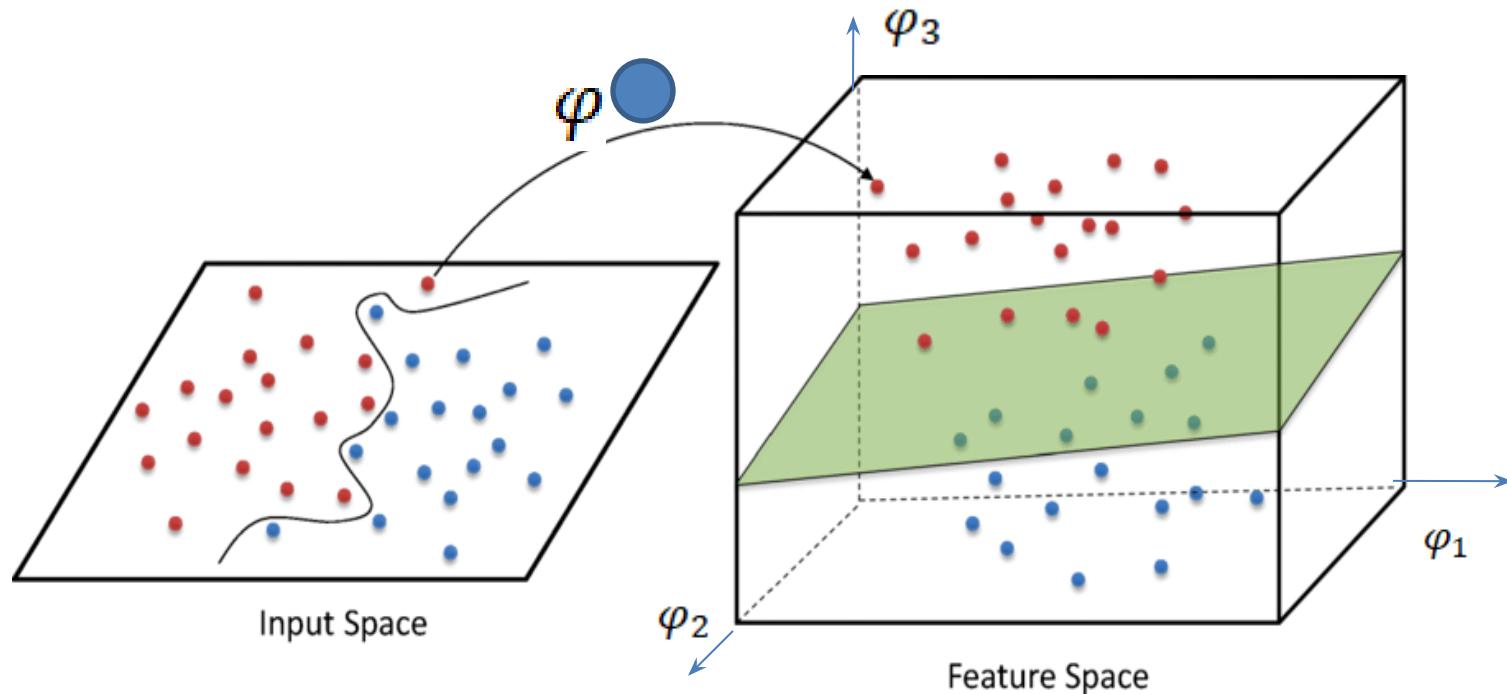 φ
φ₃
φ₁
φ₂
Input Space
Feature Space